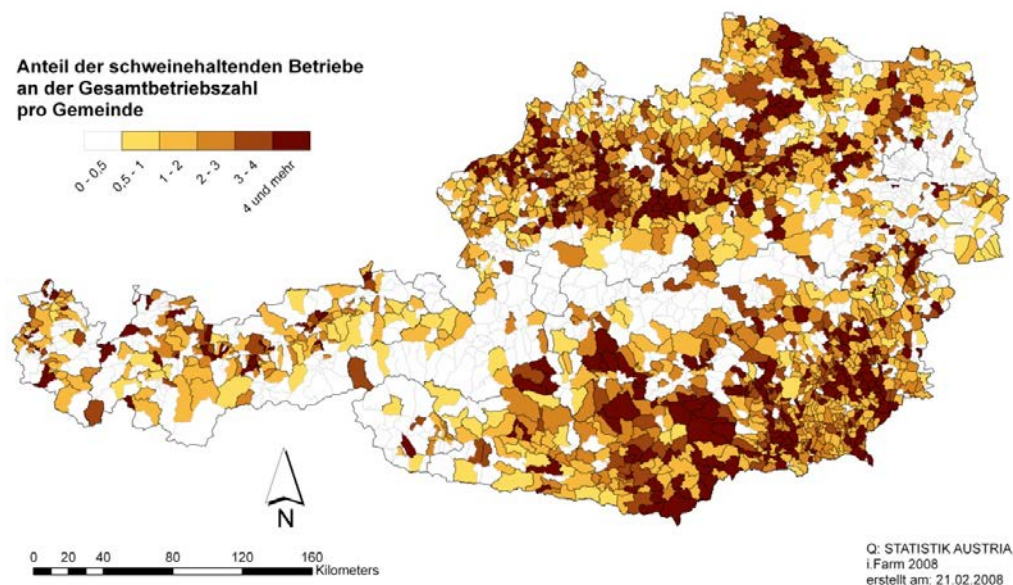 Anteil der schweinehaltenden Betriebe
an der Gesamtbetriebszahl
pro Gemeinde
0 - 0,5
0,5 - 1
1 - 2
2 - 3
3 - 4
4 und mehr
N
0 20 40 80 120 160
Kilometers
Q: STATISTIK AUSTRIA
i.Farm 2008
erstellt am: 21.02.2008